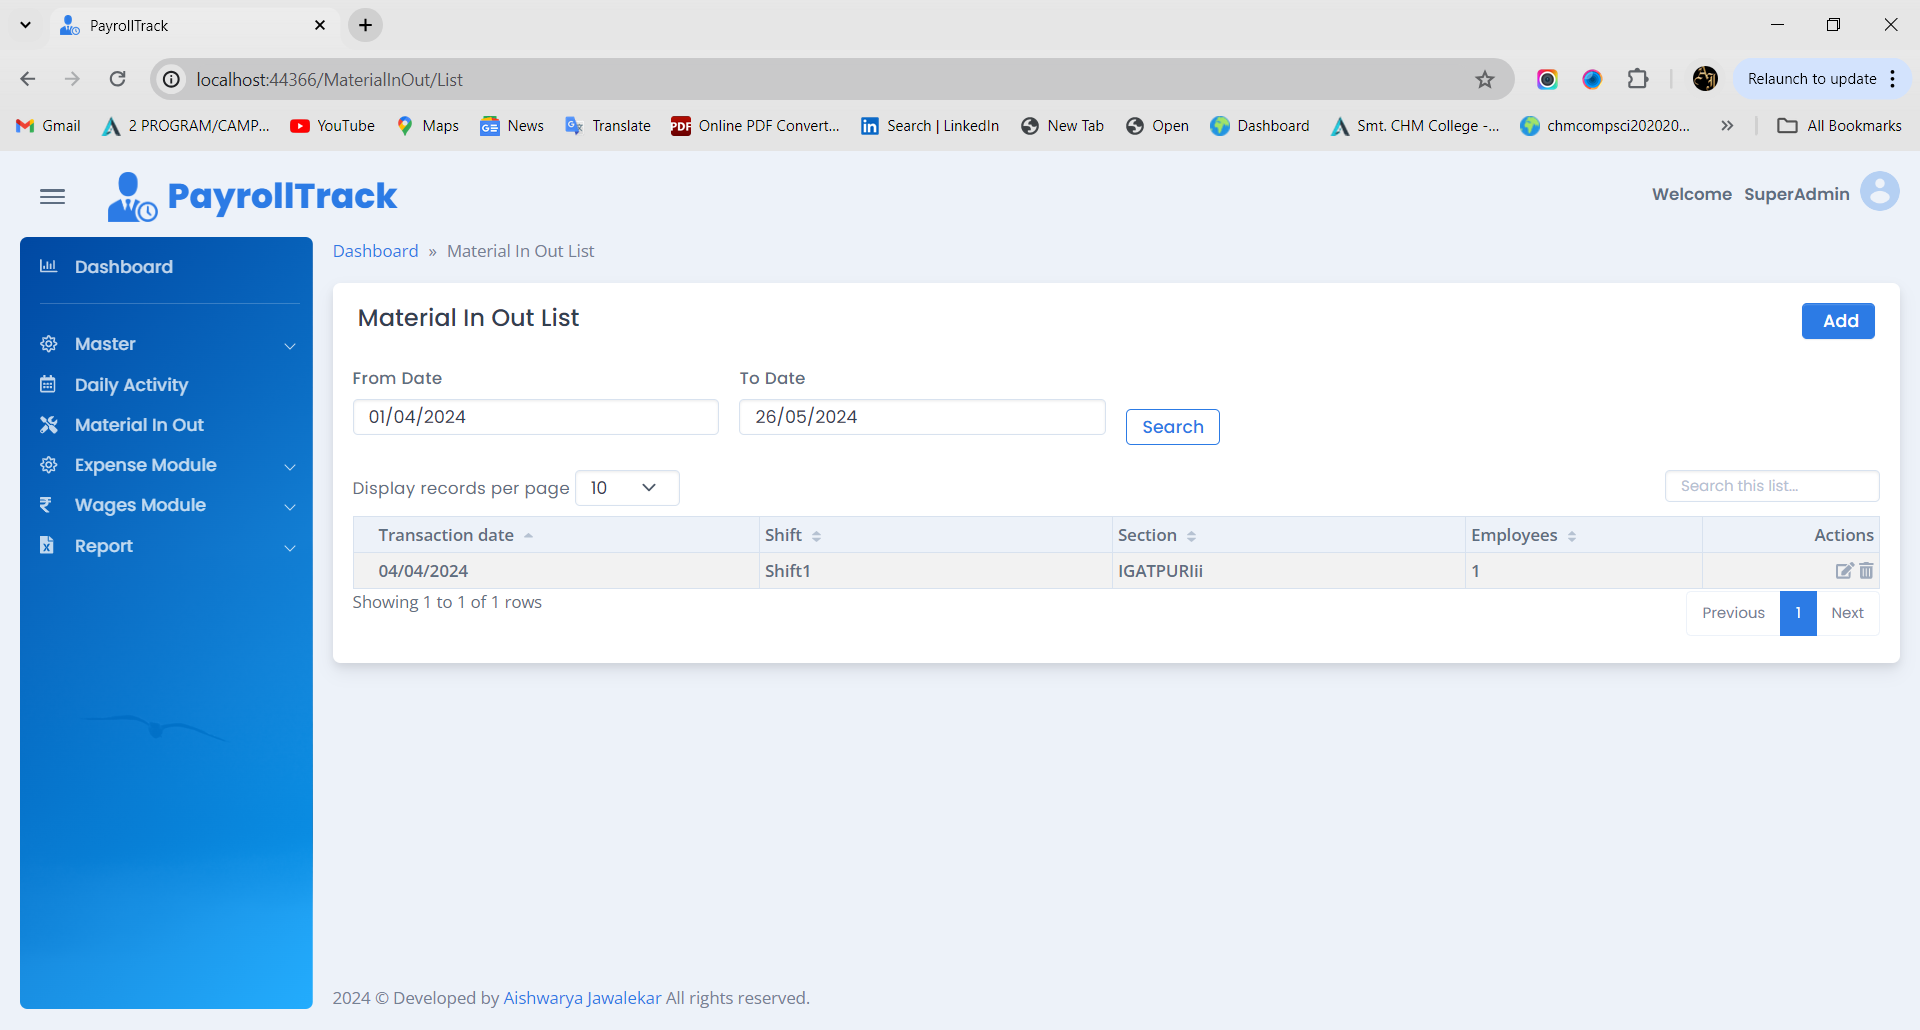 PayrollTrack
localhost:44366/MaterialInOut/List
Relaunch to update
Gmail 2 PROGRAM/CAMP... YouTube Maps News Translate PDF Online PDF Convert... in Search | LinkedIn New Tab Open Dashboard Smt. CHM College -... chmcompsci202020... » All Bookmarks
PayrollTrack
Welcome SuperAdmin
Dashboard
Master
Daily Activity
Material In Out
Expense Module
Wages Module
Report
Dashboard » Material In Out List
Material In Out List
Add
From Date To Date
01/04/2024 26/05/2024
Search
Display records per page 10
Search this list...
Transaction date Shift Section Employees Actions
04/04/2024 Shift1 IGATPURIii 1
Showing 1 to 1 of 1 rows
Previous 1 Next
2024 © Developed by Aishwarya Jawalekar All rights reserved.